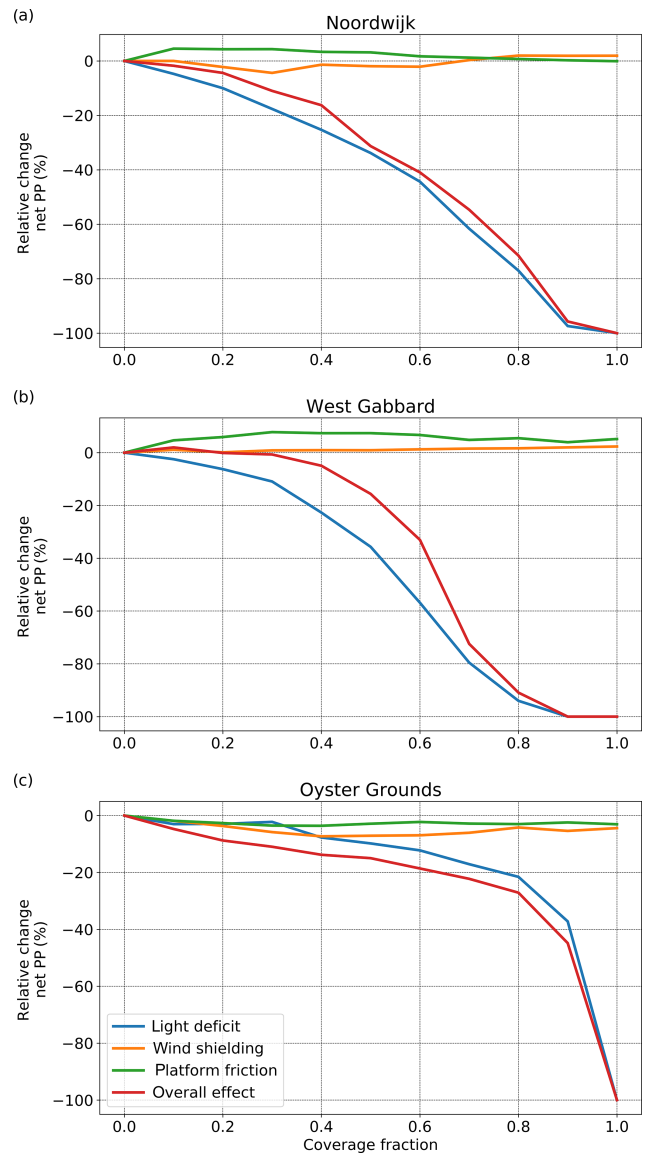 (a)
Noordwijk
Relative change
net PP (%)
0
−20
−40
−60
−80
−100
0.0 0.2 0.4 0.6 0.8 1.0
(b)
West Gabbard
Relative change
net PP (%)
0
−20
−40
−60
−80
−100
0.0 0.2 0.4 0.6 0.8 1.0
(c)
Oyster Grounds
Relative change
net PP (%)
0
−20
−40
−60
−80
−100
Light deficit
Wind shielding
Platform friction
Overall effect
0.0 0.2 0.4 0.6 0.8 1.0
Coverage fraction